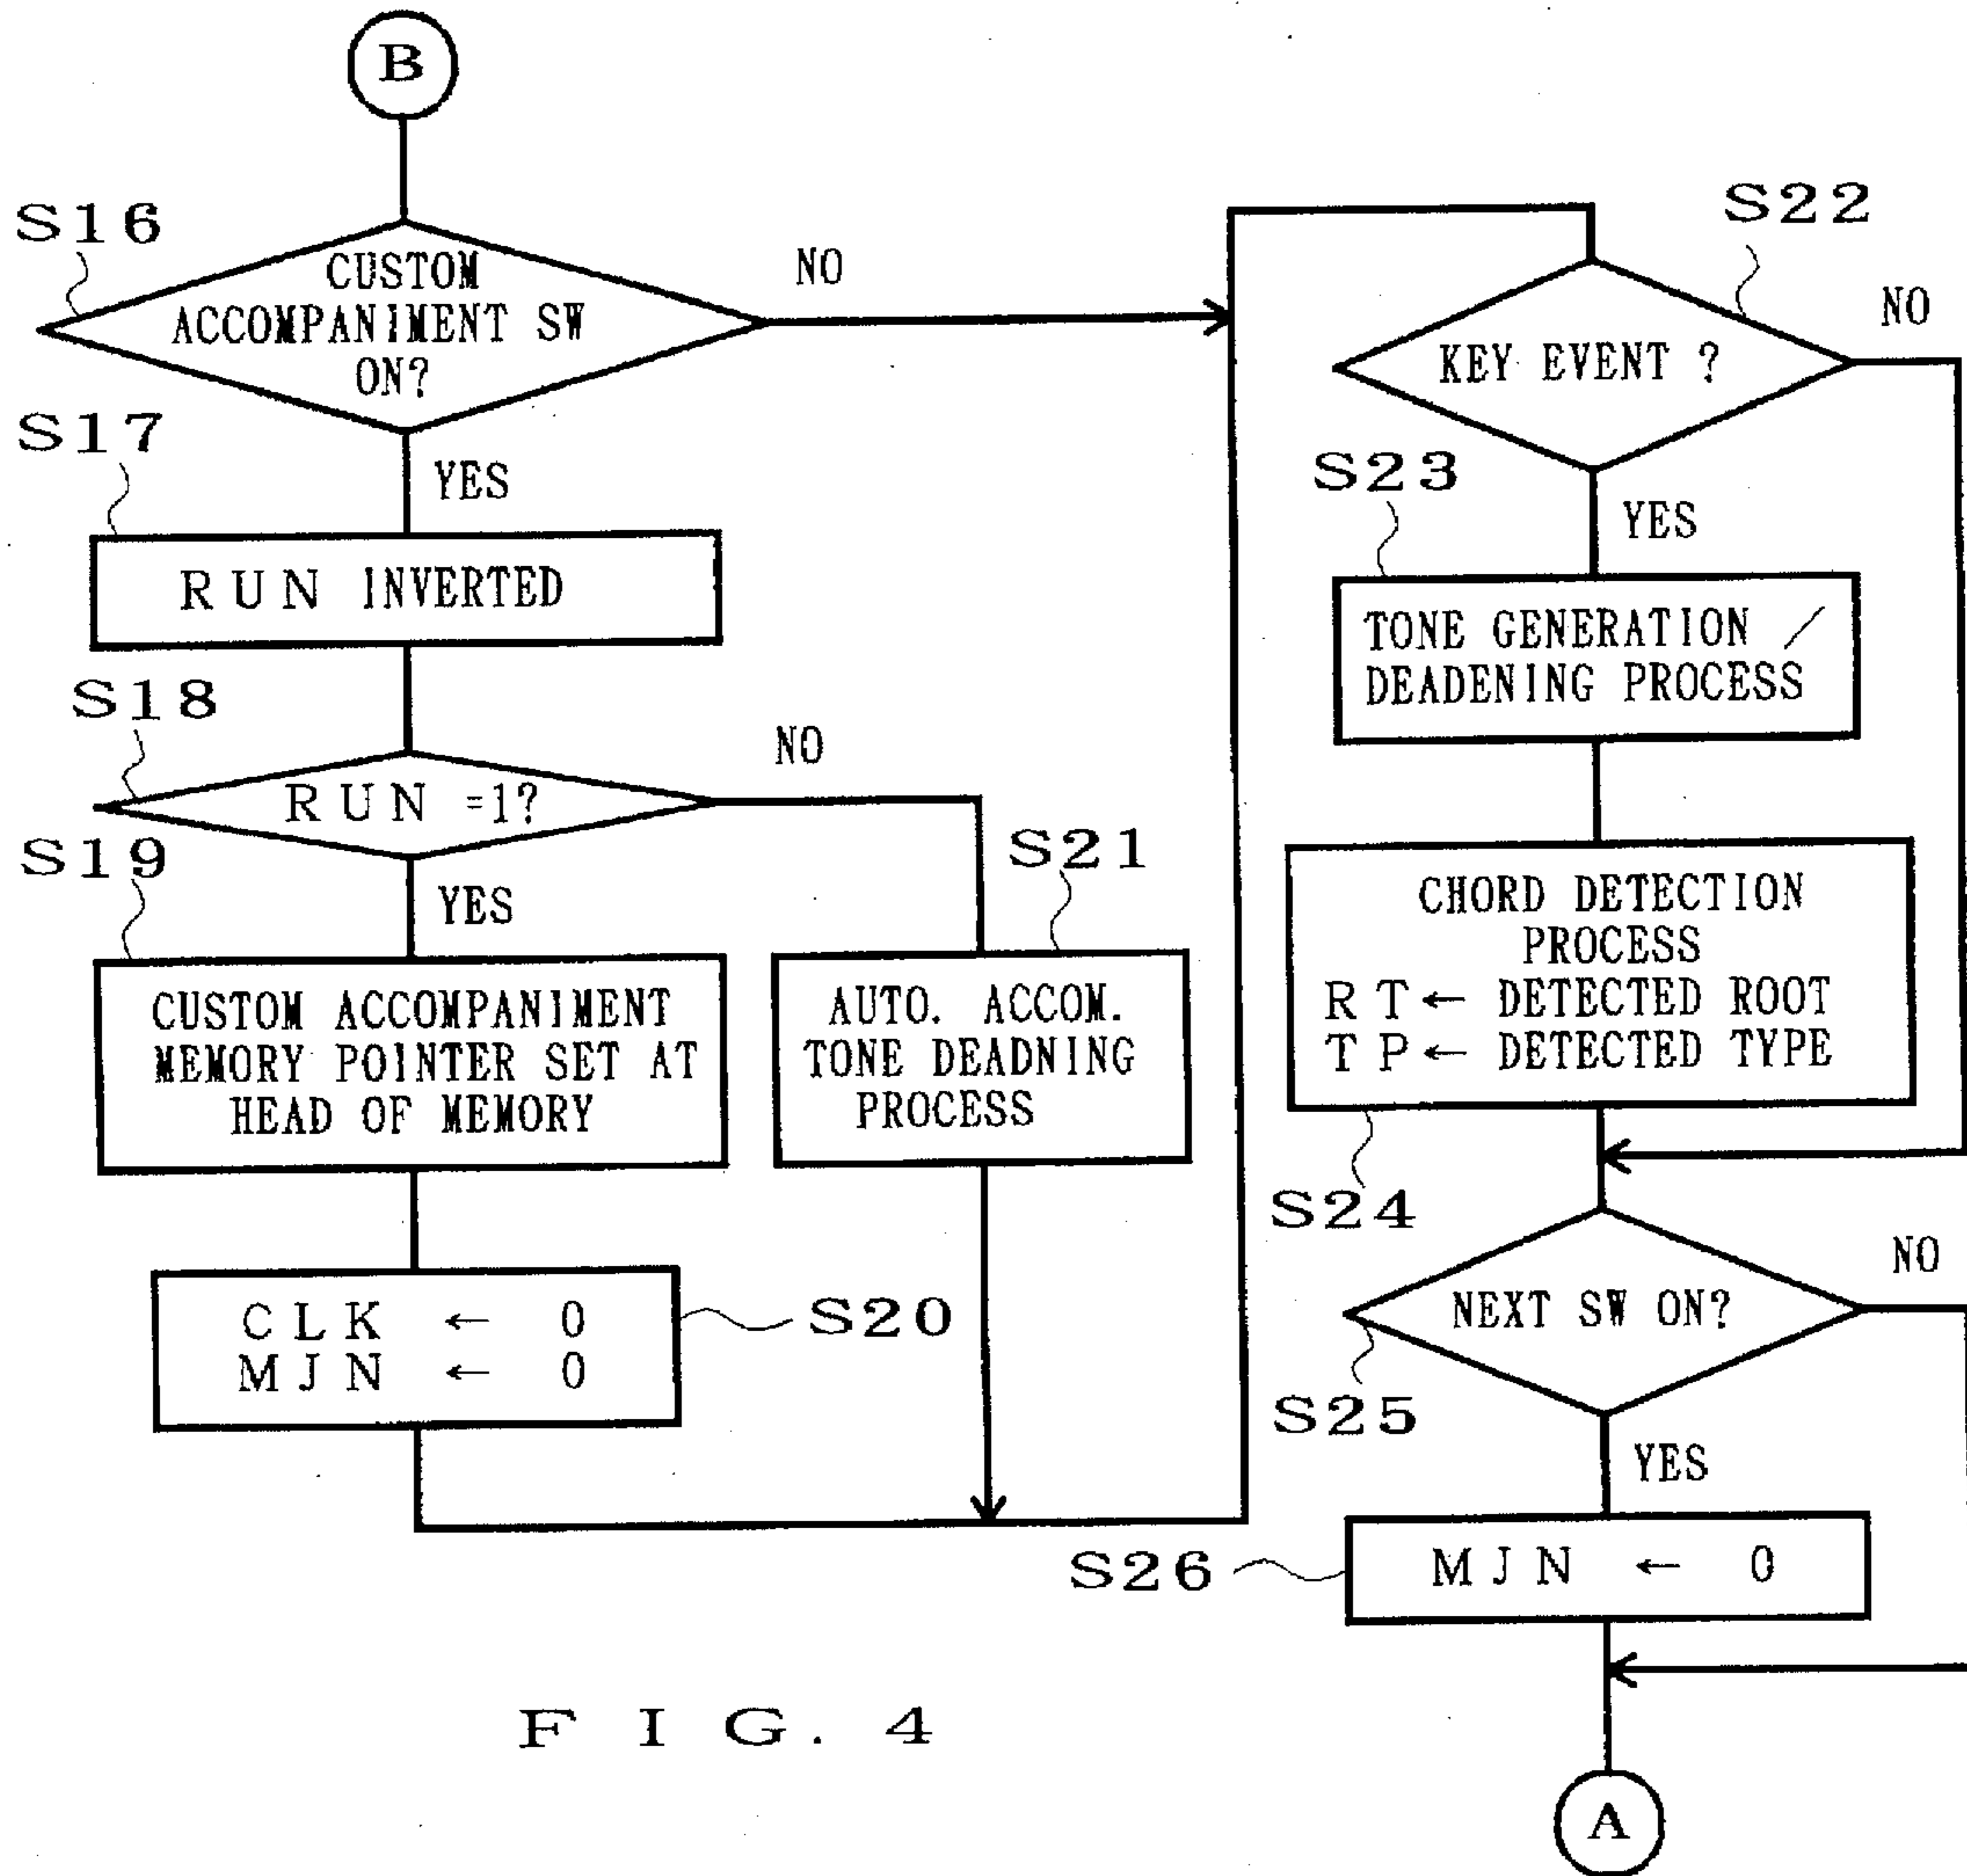 B
S16
CUSTOM
ACCOMPANIMENT SW
ON?
NO
S17
YES
RUN INVERTED
S18
RUN =1?
NO
S19
YES
CUSTOM ACCOMPANIMENT
MEMORY POINTER SET AT
HEAD OF MEMORY
S21
AUTO. ACCOM.
TONE DEADNING
PROCESS
CLK ← 0
MJN ← 0
S20
S22
KEY EVENT ?
NO
S23
YES
TONE GENERATION /
DEADENING PROCESS
CHORD DETECTION
PROCESS
RT ← DETECTED ROOT
TP ← DETECTED TYPE
S24
NEXT SW ON?
NO
S25
YES
S26
MJN ← 0
A
FIG. 4